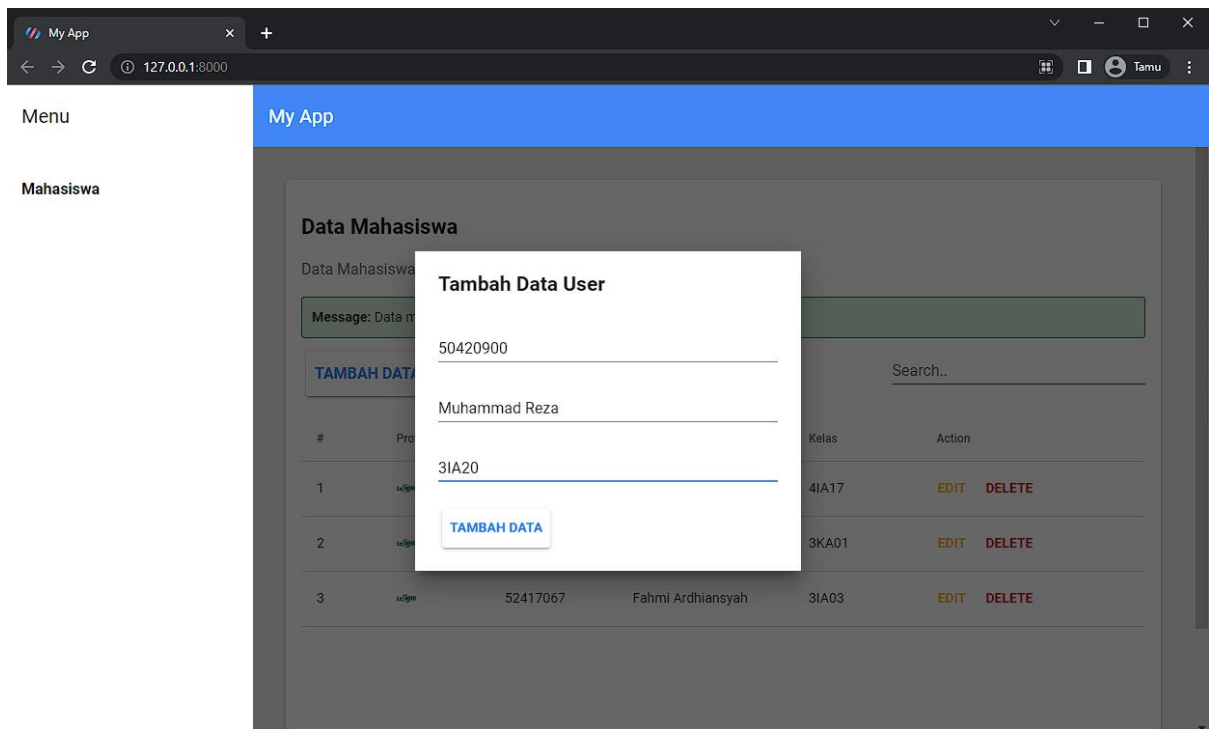 My App
127.0.0.1:8000
Tamu
Menu
My App
Mahasiswa
Data Mahasiswa
Data Mahasiswa
Message: Data m
TAMBAH DATA
Search..
Tambah Data User
50420900
Muhammad Reza
3IA20
TAMBAH DATA
# Pro Kelas Action
1 4IA17 EDIT DELETE
2 3KA01 EDIT DELETE
3 52417067 Fahmi Ardhiansyah 3IA03 EDIT DELETE